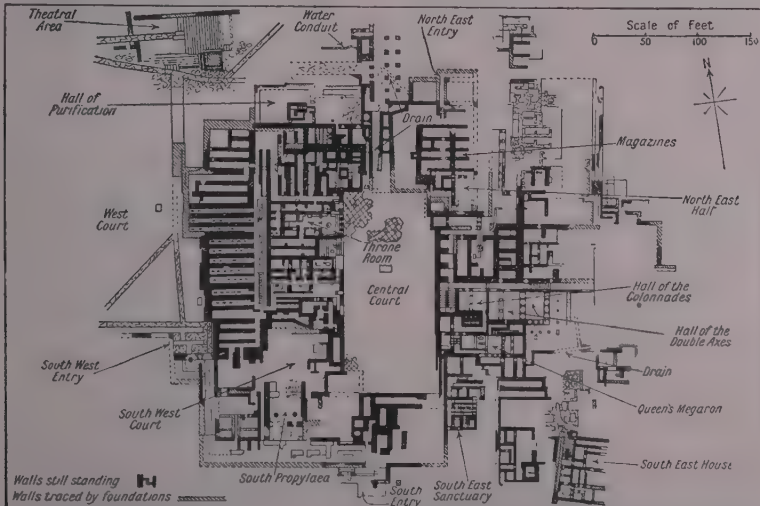 Theatral
Area
Water
Conduit
North East
Entry
Scale of Feet
0 50 100 150
N
Hall of
Purification
Drain
Magazines
North East
Hall
West
Court
Throne
Room
Central
Court
Hall of the
Colonnades
Hall of the
Double Axes
South West
Entry
Drain
South West
Court
Queen's Megaron
South East House
South Propylaea
South
Entry
South East
Sanctuary
Walls still standing
Walls traced by foundations